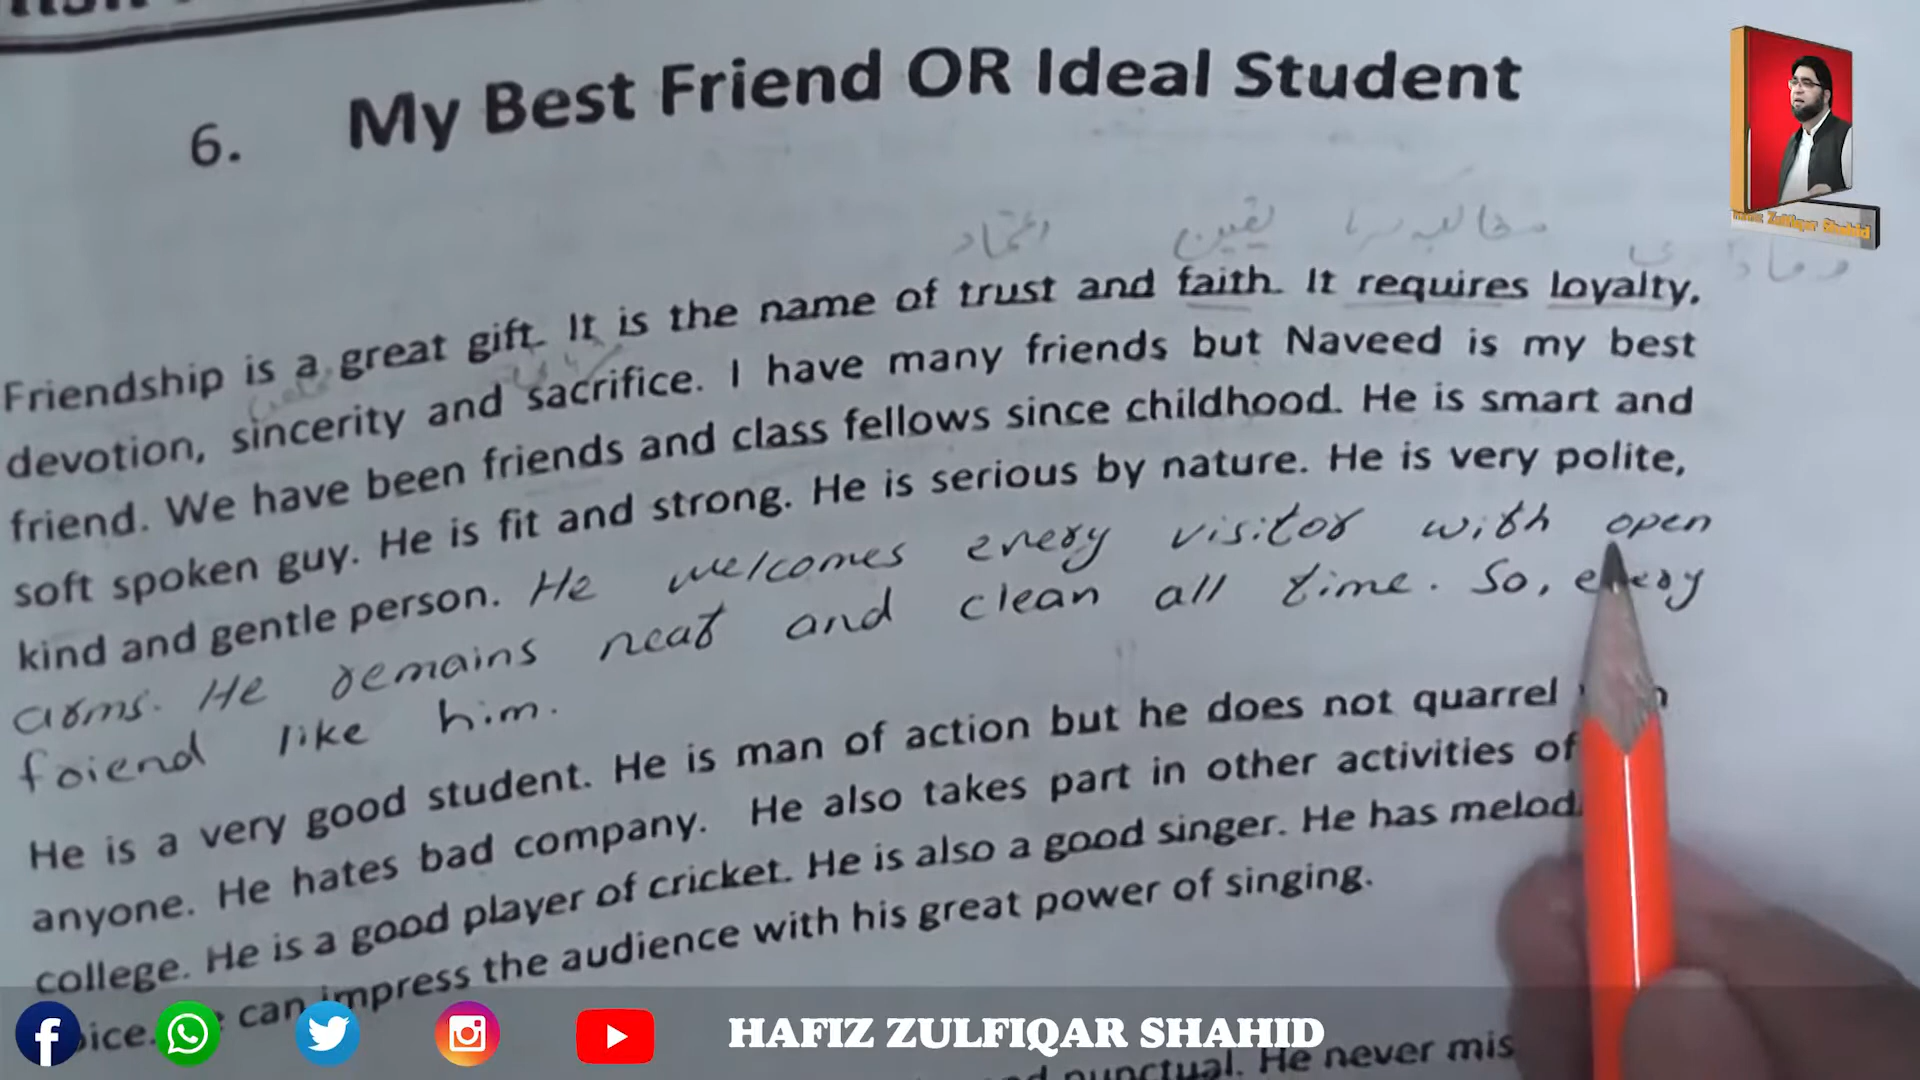 6. My Best Friend OR Ideal Student
اعتماد یقین مطالبہ کرنا
Friendship is a great gift. It is the name of trust and faith. It requires loyalty,
devotion, sincerity and sacrifice. I have many friends but Naveed is my best
friend. We have been friends and class fellows since childhood. He is smart and
soft spoken guy. He is fit and strong. He is serious by nature. He is very polite,
kind and gentle person. He welcomes every visitor with open
arms. He remains neat and clean all time. So, every
friend like him.
He is a very good student. He is man of action but he does not quarrel
anyone. He hates bad company. He also takes part in other activities of
college. He is a good player of cricket. He is also a good singer. He has melod
can impress the audience with his great power of singing.
punctual. He never mis
Hafiz Zulfiqar Shahid
HAFIZ ZULFIQAR SHAHID